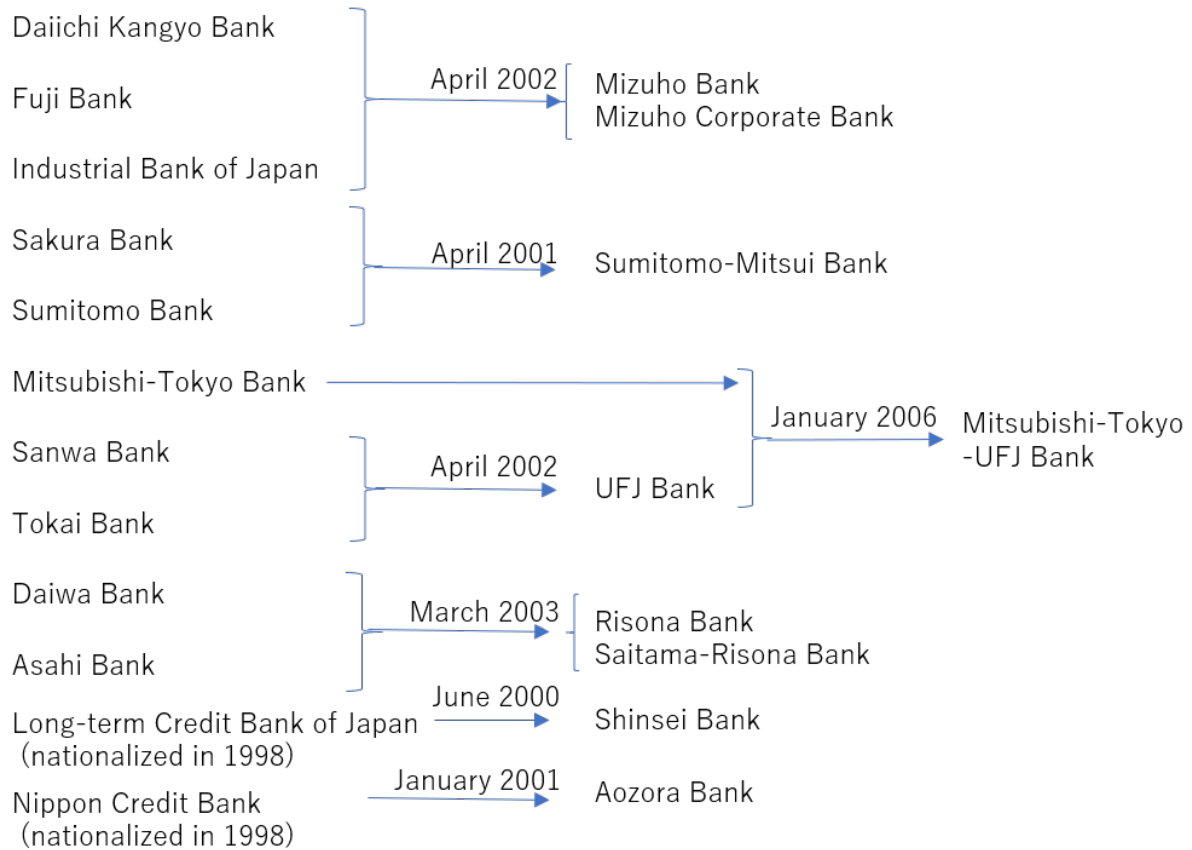 Daiichi Kangyo Bank
Fuji Bank
Industrial Bank of Japan
April 2002
Mizuho Bank
Mizuho Corporate Bank
Sakura Bank
Sumitomo Bank
April 2001
Sumitomo-Mitsui Bank
Mitsubishi-Tokyo Bank
Sanwa Bank
Tokai Bank
April 2002
UFJ Bank
January 2006
Mitsubishi-Tokyo
-UFJ Bank
Daiwa Bank
Asahi Bank
March 2003
Risona Bank
Saitama-Risona Bank
Long-term Credit Bank of Japan
(nationalized in 1998)
June 2000
Shinsei Bank
Nippon Credit Bank
(nationalized in 1998)
January 2001
Aozora Bank